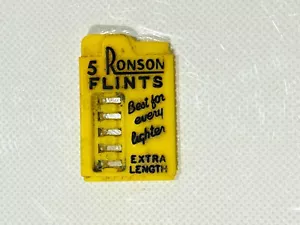 5 RONSON
FLINTS
Best for
every
lighter
EXTRA
LENGTH